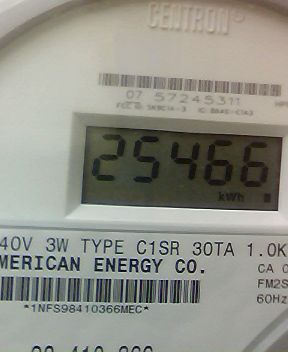 CENTRON®
07 57245311
25466
kWh
40V 3W TYPE C1SR 30TA 1.0K
MERICAN ENERGY CO.
CA 0
FM2S
60Hz
*1NFS98410366MEC*